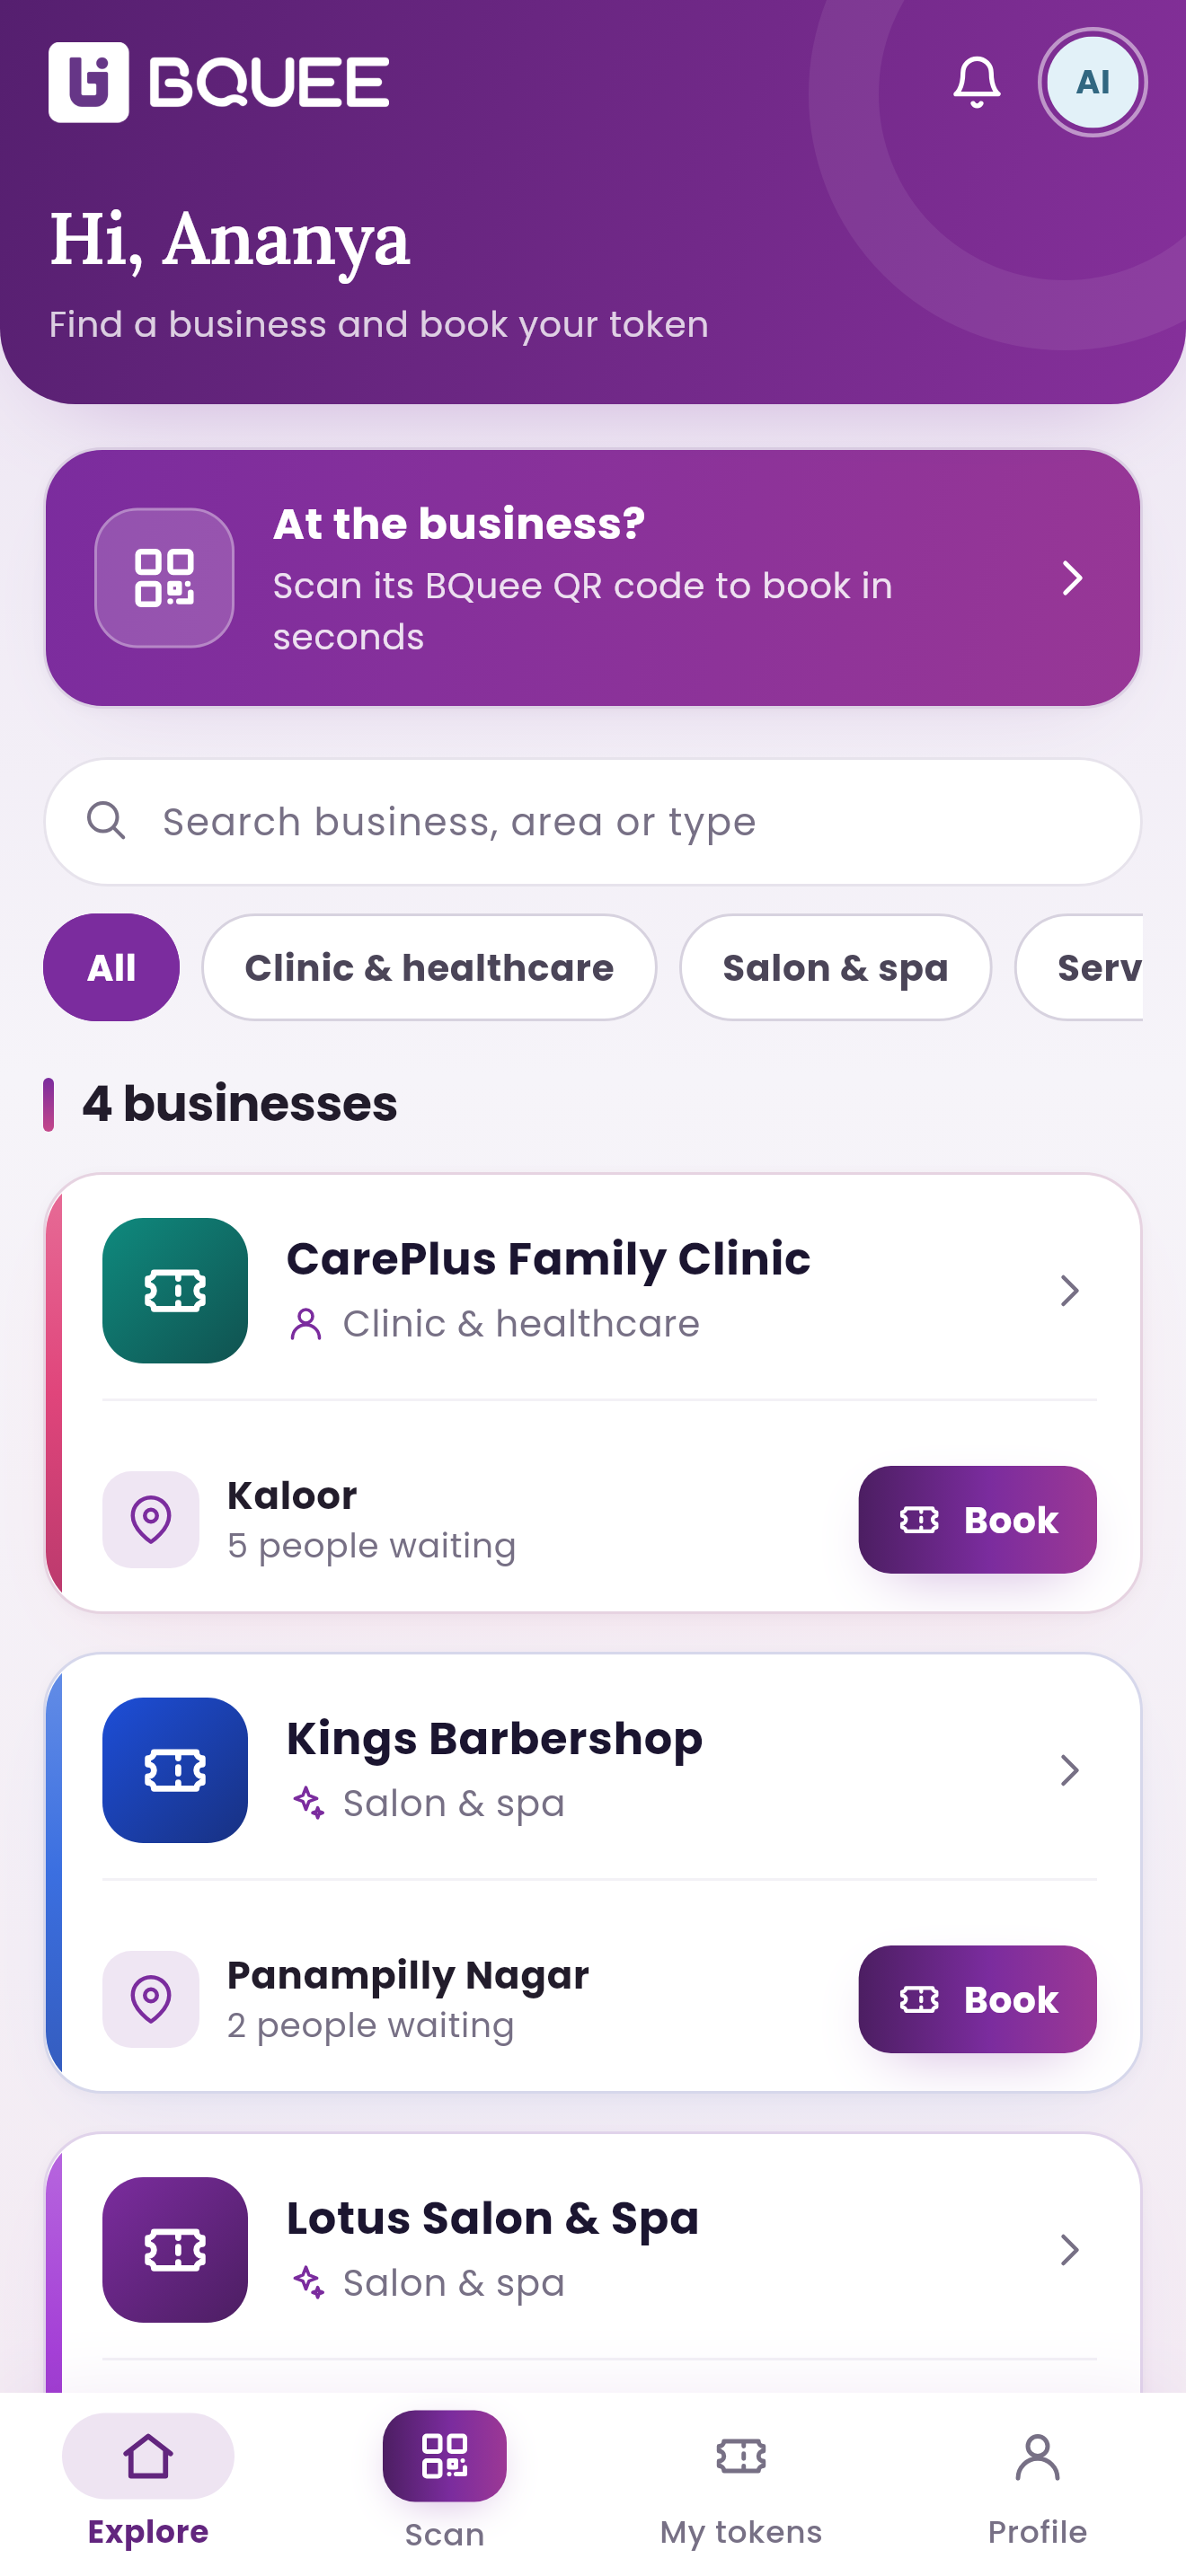 BQUEE
AI
Hi, Ananya
Find a business and book your token
At the business?
Scan its BQuee QR code to book in
seconds
Search business, area or type
All
Clinic & healthcare
Salon & spa
Serv
4 businesses
CarePlus Family Clinic
Clinic & healthcare
Kaloor
5 people waiting
Book
Kings Barbershop
Salon & spa
Panampilly Nagar
2 people waiting
Book
Lotus Salon & Spa
Salon & spa
Explore
Scan
My tokens
Profile